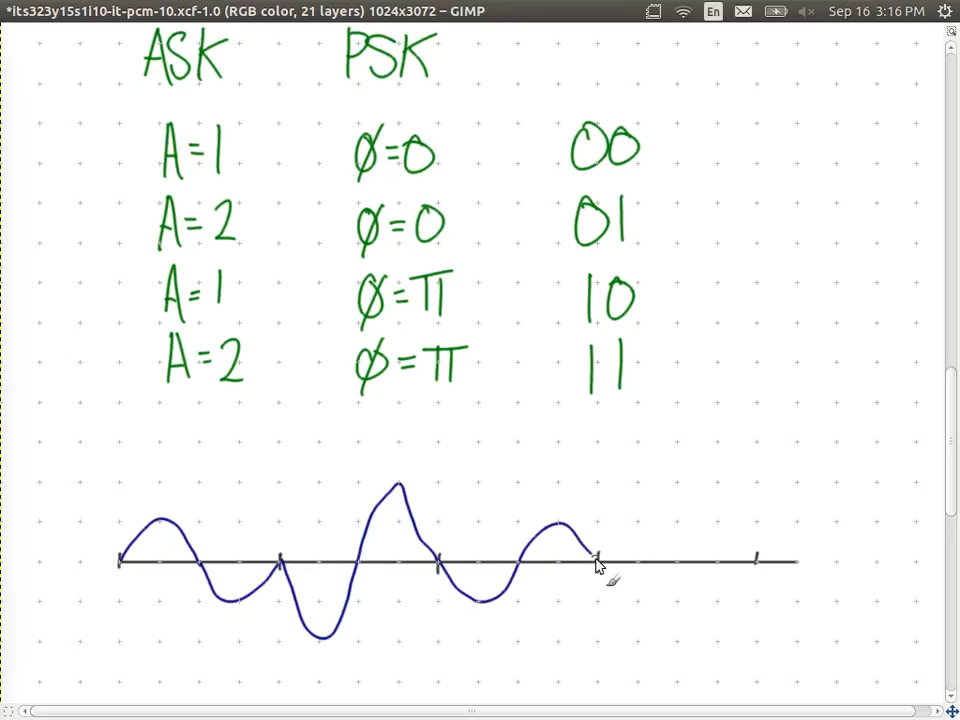 *its323y15s1i10-it-pcm-10.xcf-1.0 (RGB color, 21 layers) 1024x3072 – GIMP En Sep 16 3:16 PM
ASK PSK
A=1 Ø=0 00
A=2 Ø=0 01
A=1 Ø=π 10
A=2 Ø=π 11